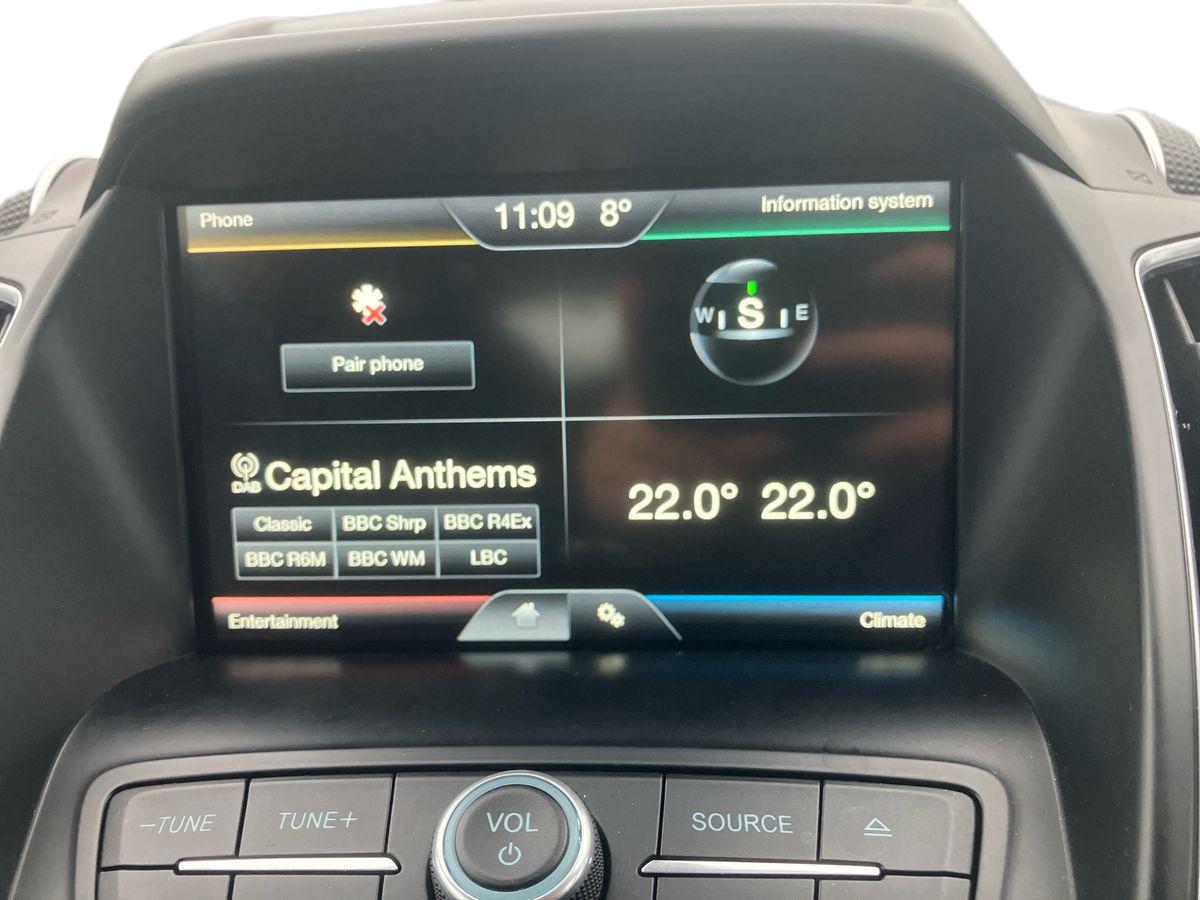 Phone
11:09 8°
Information system
Pair phone
W S E
DAB Capital Anthems
Classic BBC Shrp BBC R4Ex
BBC R6M BBC WM LBC
22.0° 22.0°
Entertainment
Climate
–TUNE
TUNE+
VOL
SOURCE